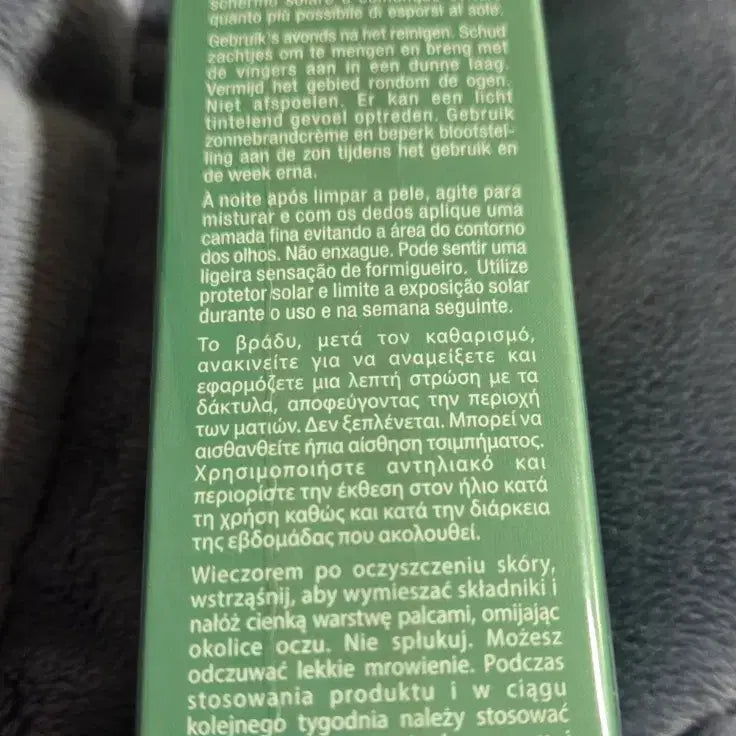 schermo solare e comunque
quanto più possibile di esporsi al sole.
Gebruik's avonds na het reinigen. Schud
zachtjes om te mengen en breng met
de vingers aan in een dunne laag.
Vermijd het gebied rondom de ogen.
Niet afspoelen. Er kan een licht
tintelend gevoel optreden. Gebruik
zonnebrandcrème en beperk blootstel-
ling aan de zon tijdens het gebruik en
de week erna.
À noite após limpar a pele, agite para
misturar e com os dedos aplique uma
camada fina evitando a área do contorno
dos olhos. Não enxague. Pode sentir uma
ligeira sensação de formigueiro. Utilize
protetor solar e limite a exposição solar
durante o uso e na semana seguinte.
Το βράδυ, μετά τον καθαρισμό,
ανακινείτε για να αναμείξετε και
εφαρμόζετε μια λεπτή στρώση με τα
δάκτυλα, αποφεύγοντας την περιοχή
των ματιών. Δεν ξεπλένεται. Μπορεί να
αισθανθείτε ήπια αίσθηση τσιμπήματος.
Χρησιμοποιήστε αντηλιακό και
περιορίστε την έκθεση στον ήλιο κατά
τη χρήση καθώς και κατά την διάρκεια
της εβδομάδας που ακολουθεί.
Wieczorem po oczyszczeniu skóry,
wstrząśnij, aby wymieszać składniki i
nałóż cienką warstwę palcami, omijając
okolice oczu. Nie spłukuj. Możesz
odczuwać lekkie mrowienie. Podczas
stosowania produktu i w ciągu
kolejnego tygodnia należy stosować